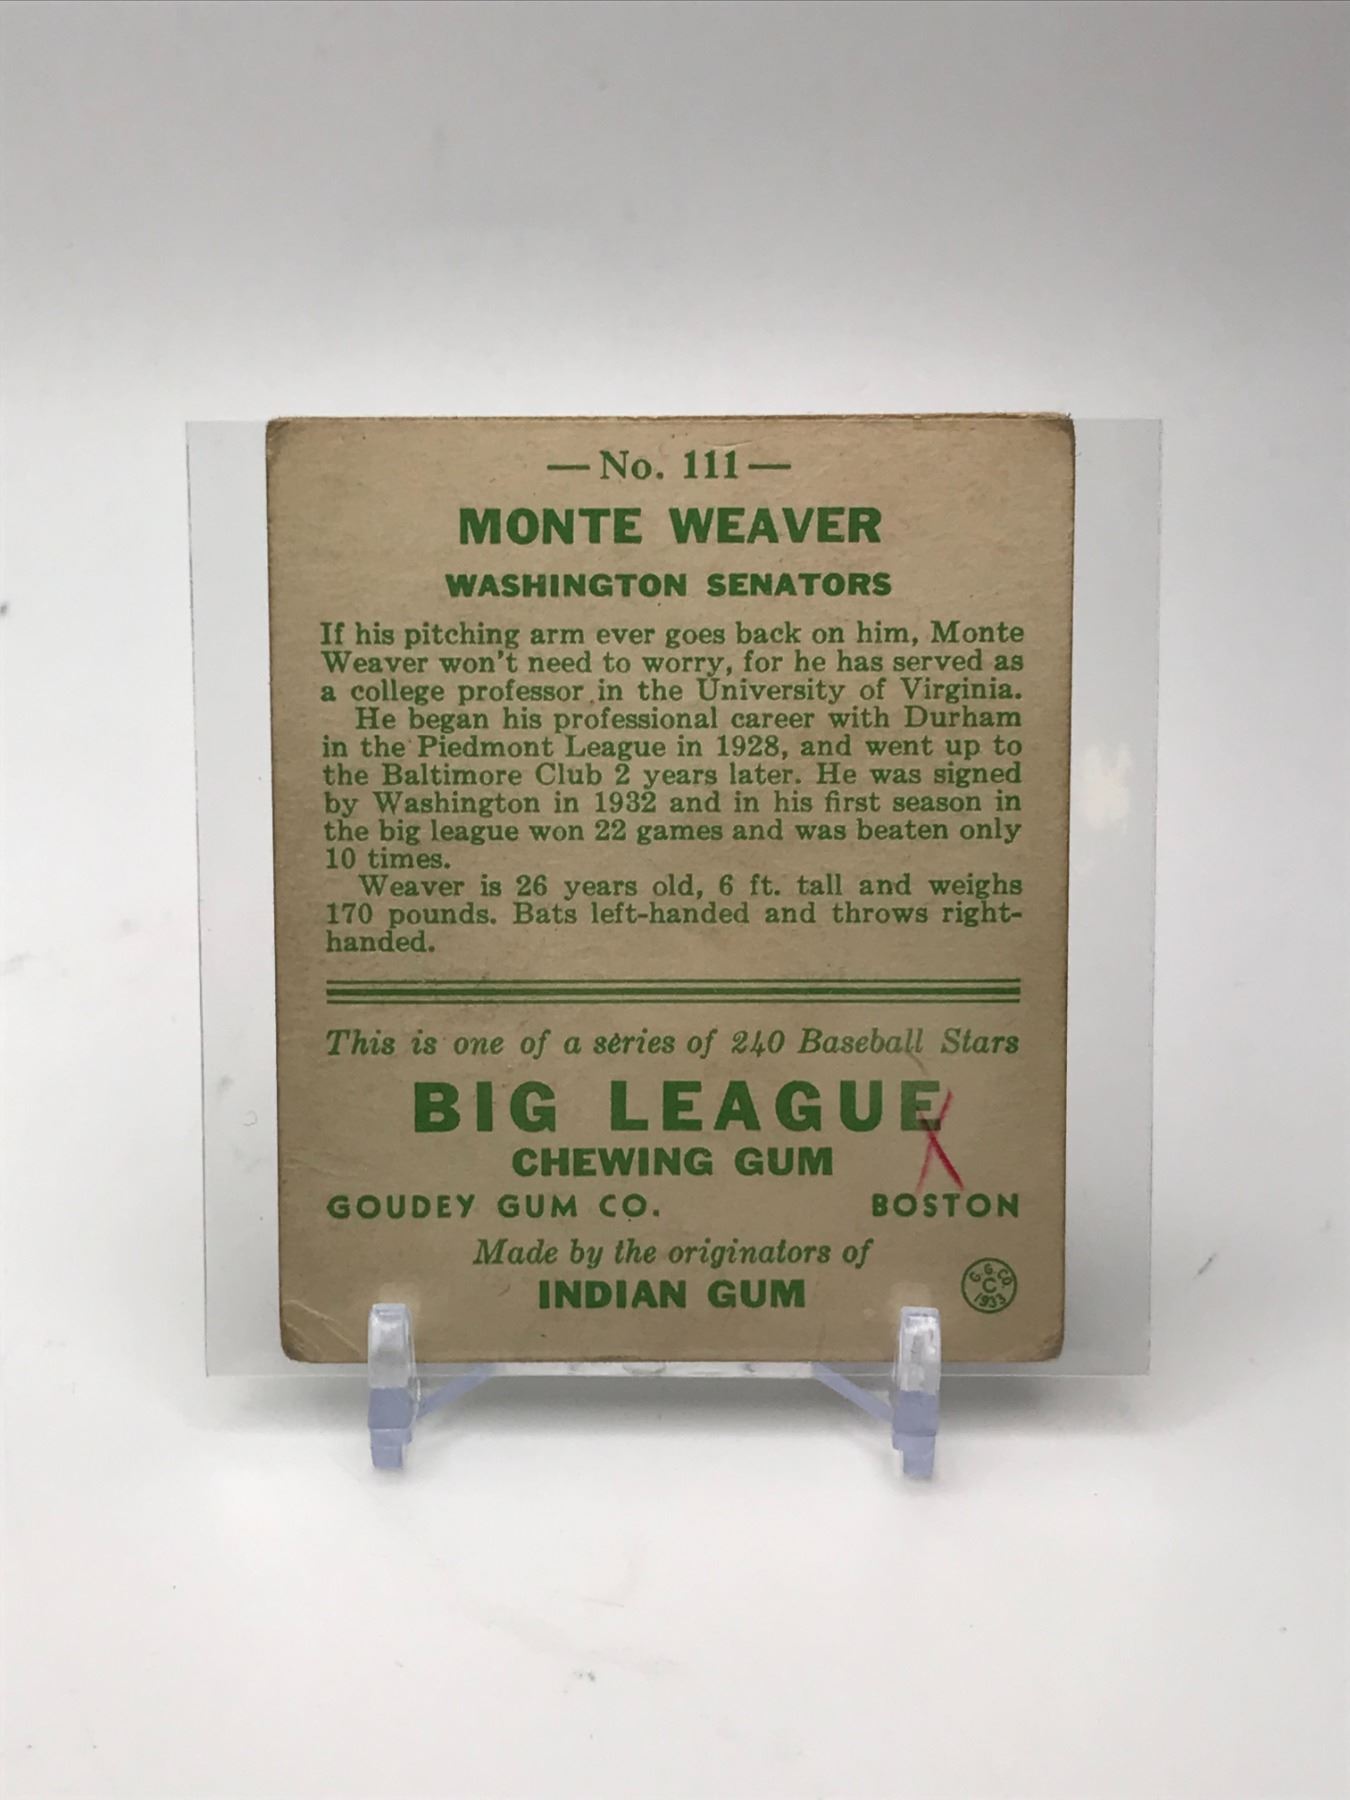 — No. 111 —
MONTE WEAVER
WASHINGTON SENATORS
If his pitching arm ever goes back on him, Monte
Weaver won't need to worry, for he has served as
a college professor in the University of Virginia.
He began his professional career with Durham
in the Piedmont League in 1928, and went up to
the Baltimore Club 2 years later. He was signed
by Washington in 1932 and in his first season in
the big league won 22 games and was beaten only
10 times.
Weaver is 26 years old, 6 ft. tall and weighs
170 pounds. Bats left-handed and throws right-
handed.
This is one of a series of 240 Baseball Stars
BIG LEAGUE
CHEWING GUM
GOUDEY GUM CO. BOSTON
Made by the originators of
INDIAN GUM
G. G. CO.
C
1933